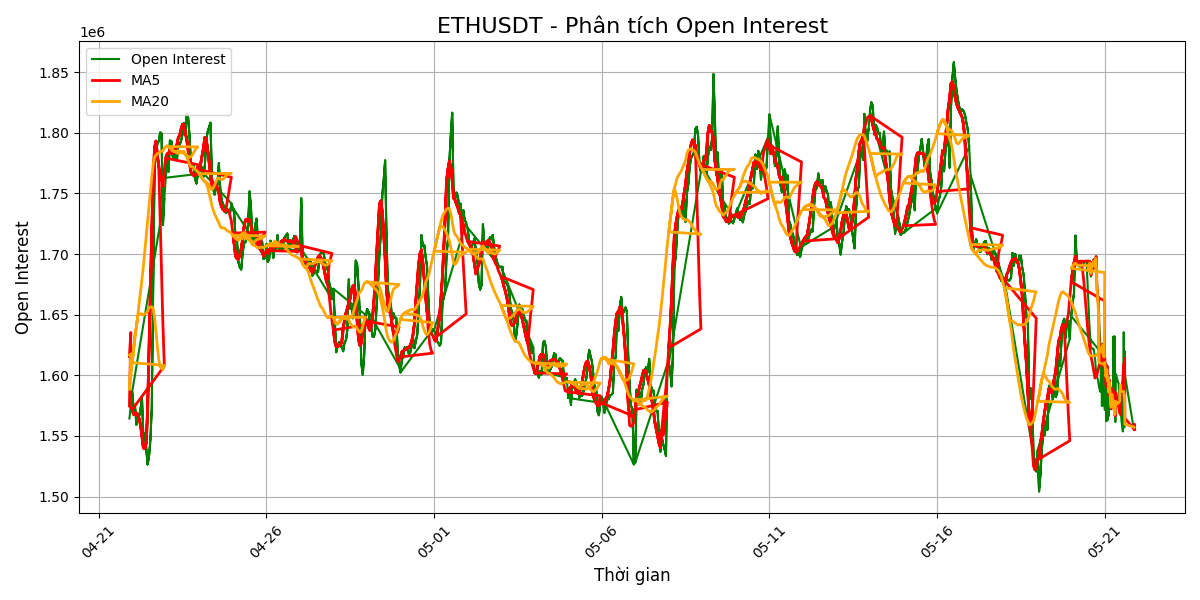 ETHUSDT - Phân tích Open Interest
1e6
Open Interest
MA5
MA20
1.85
1.80
1.75
1.70
1.65
1.60
1.55
1.50
Open Interest
04-21
04-26
05-01
05-06
05-11
05-16
05-21
Thời gian